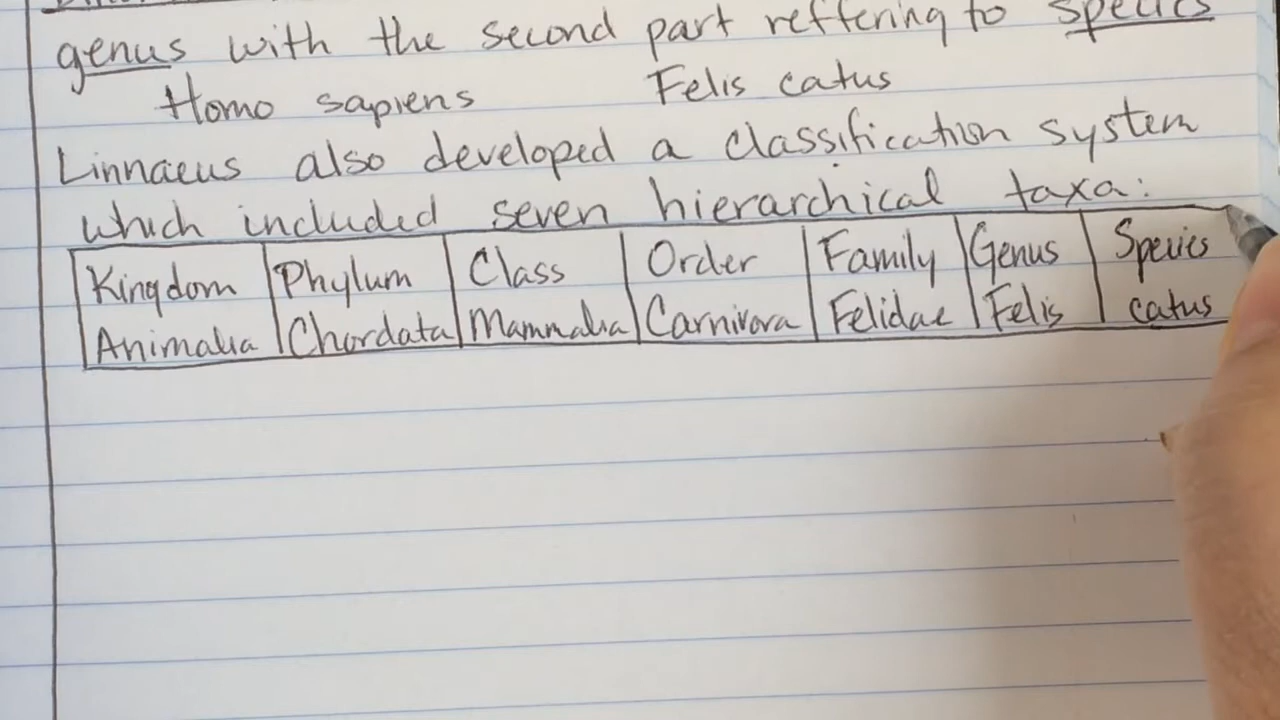 genus with the second part reffering to species
Homo sapiens Felis catus
Linnaeus also developed a classification system
which included seven hierarchical taxa:
Kingdom Phylum Class Order Family Genus Species
Animalia Chordata Mammalia Carnivora Felidae Felis catus